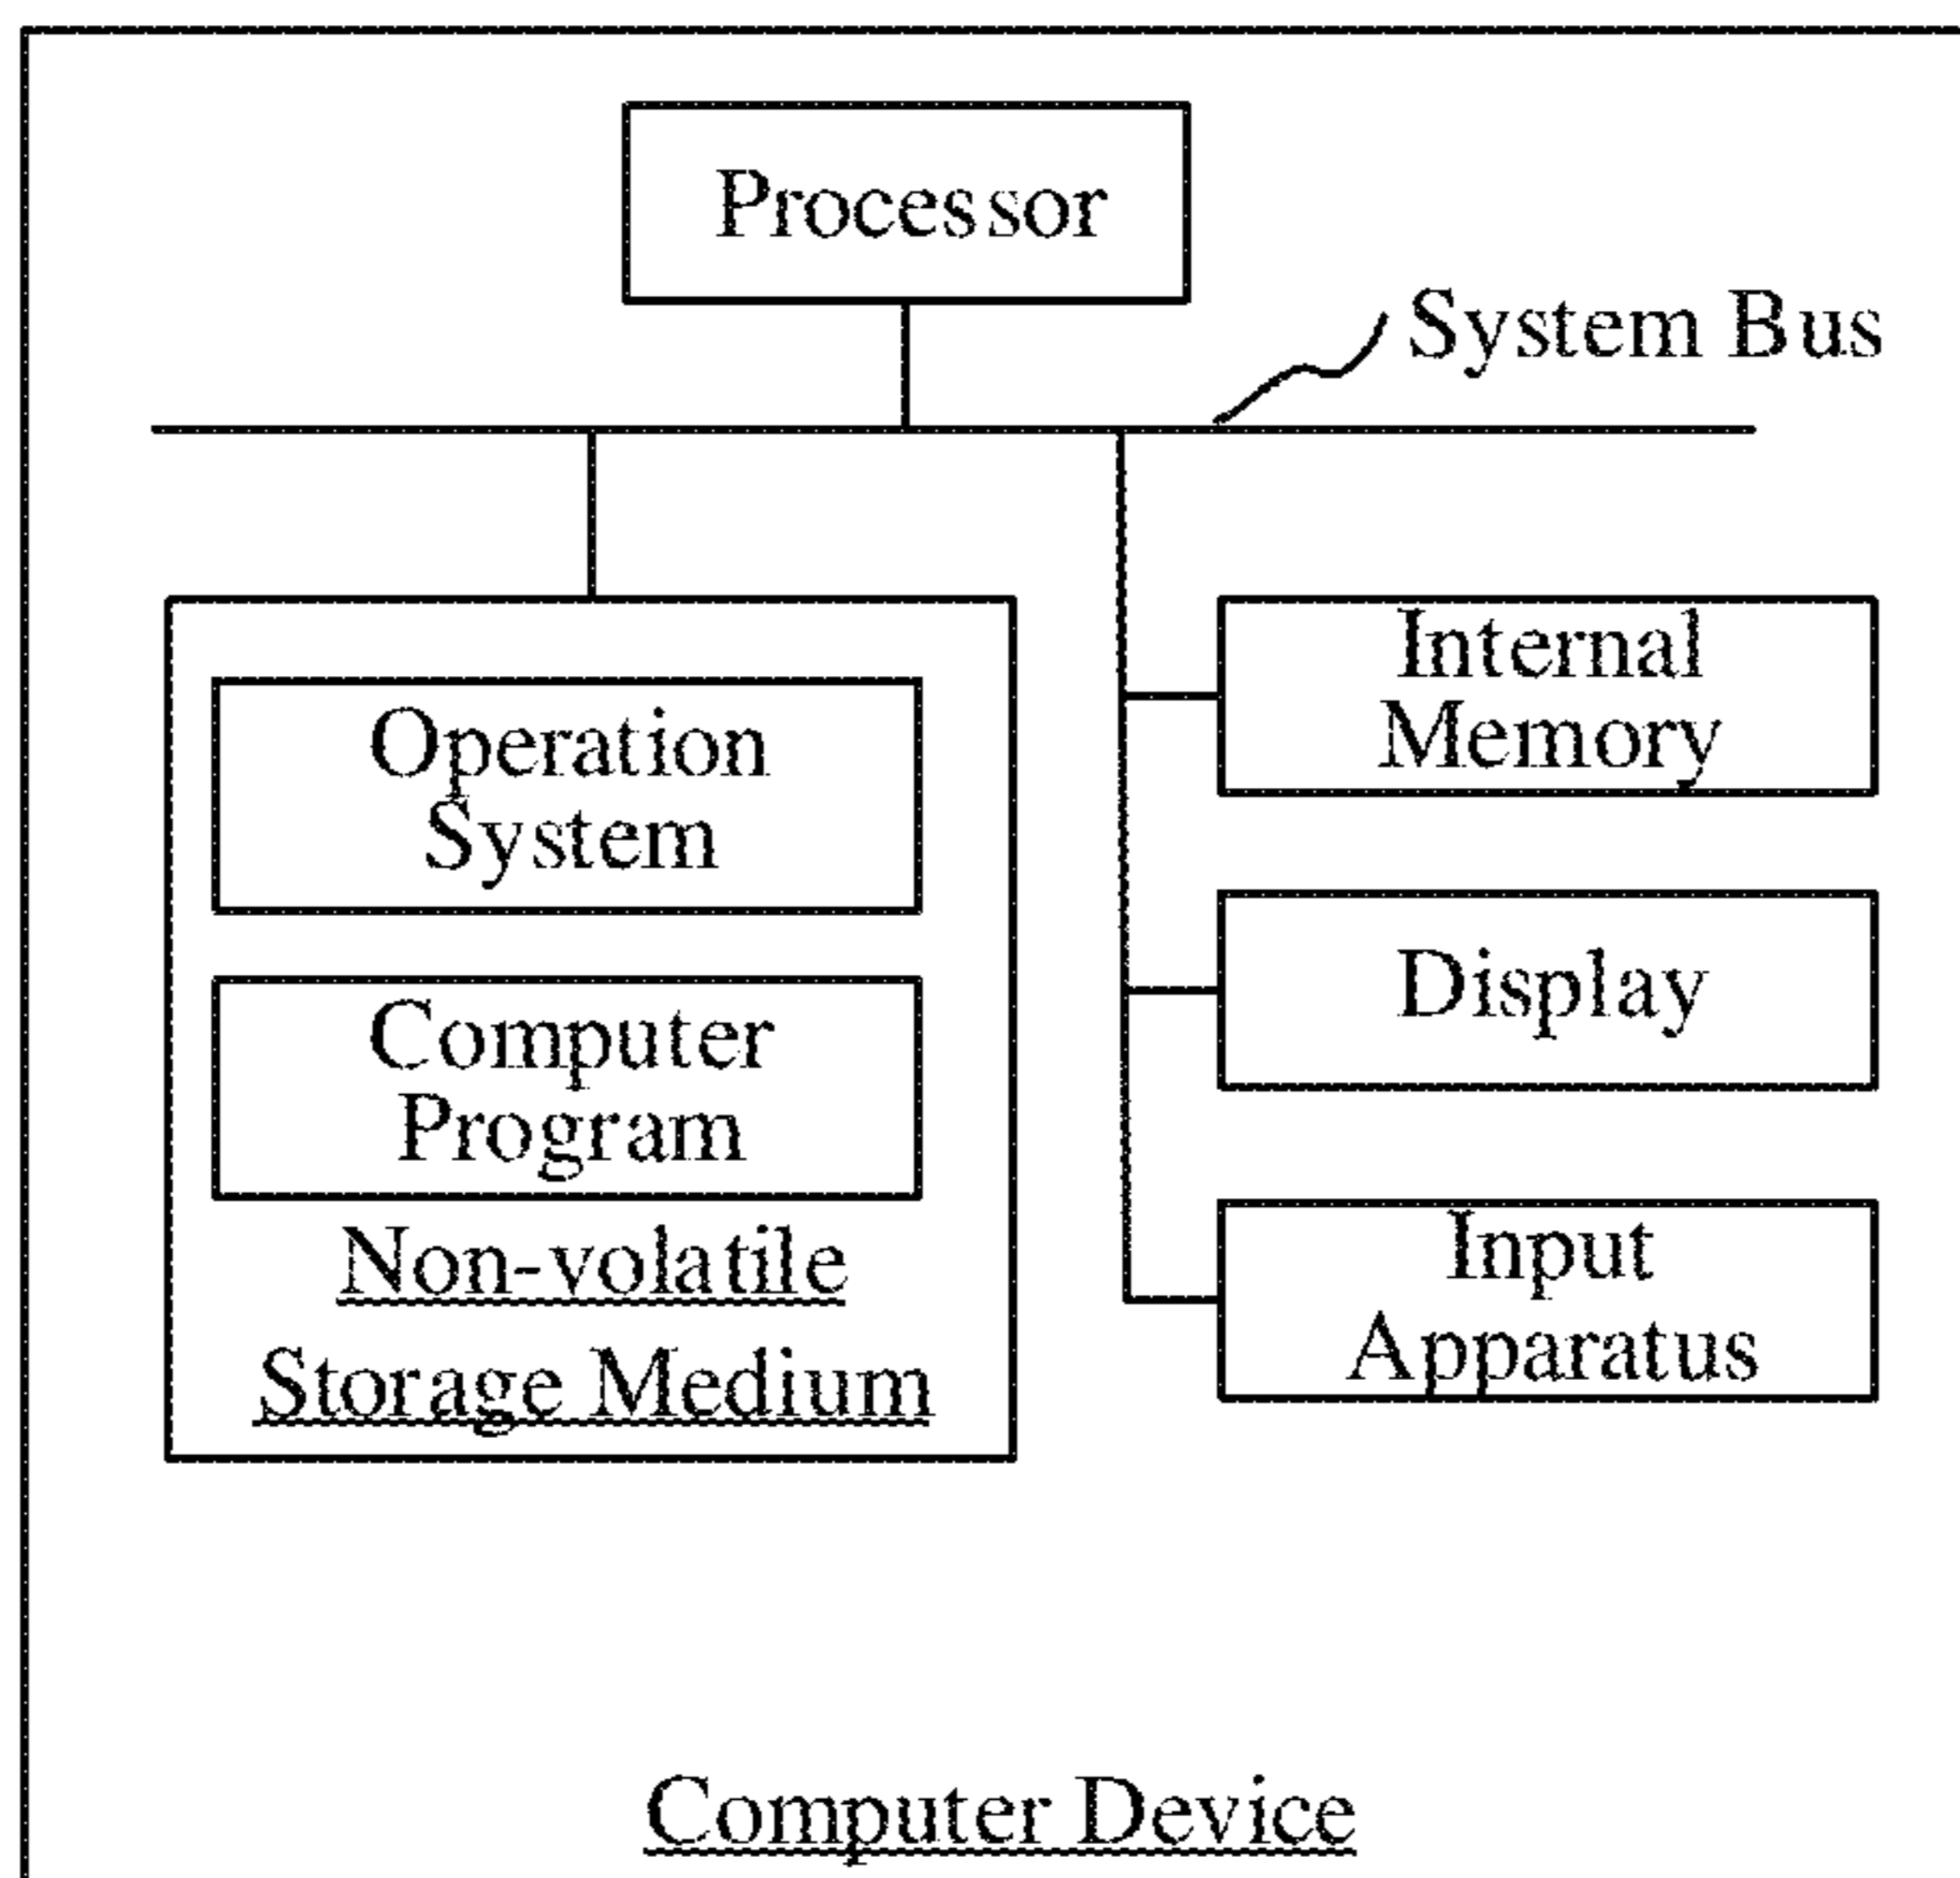 Processor
System Bus
Operation
System
Computer
Program
Non-volatile
Storage Medium
Internal
Memory
Display
Input
Apparatus
Computer Device